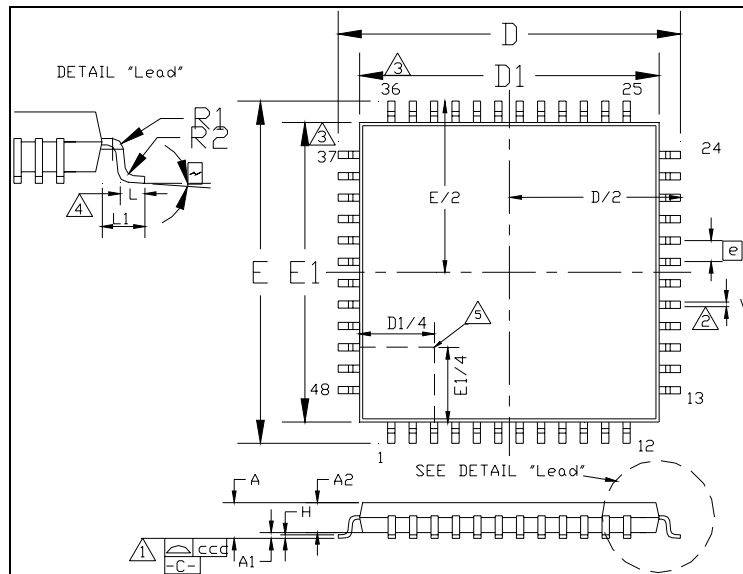 D
DETAIL "Lead"
3
D1
36
25
R1
R2
3
37
24
E/2
D/2
4
L
L1
E
E1
e
D1/4
5
2
E1/4
48
13
1
12
SEE DETAIL "Lead"
A
A2
H
1
ccc
A1
-C-